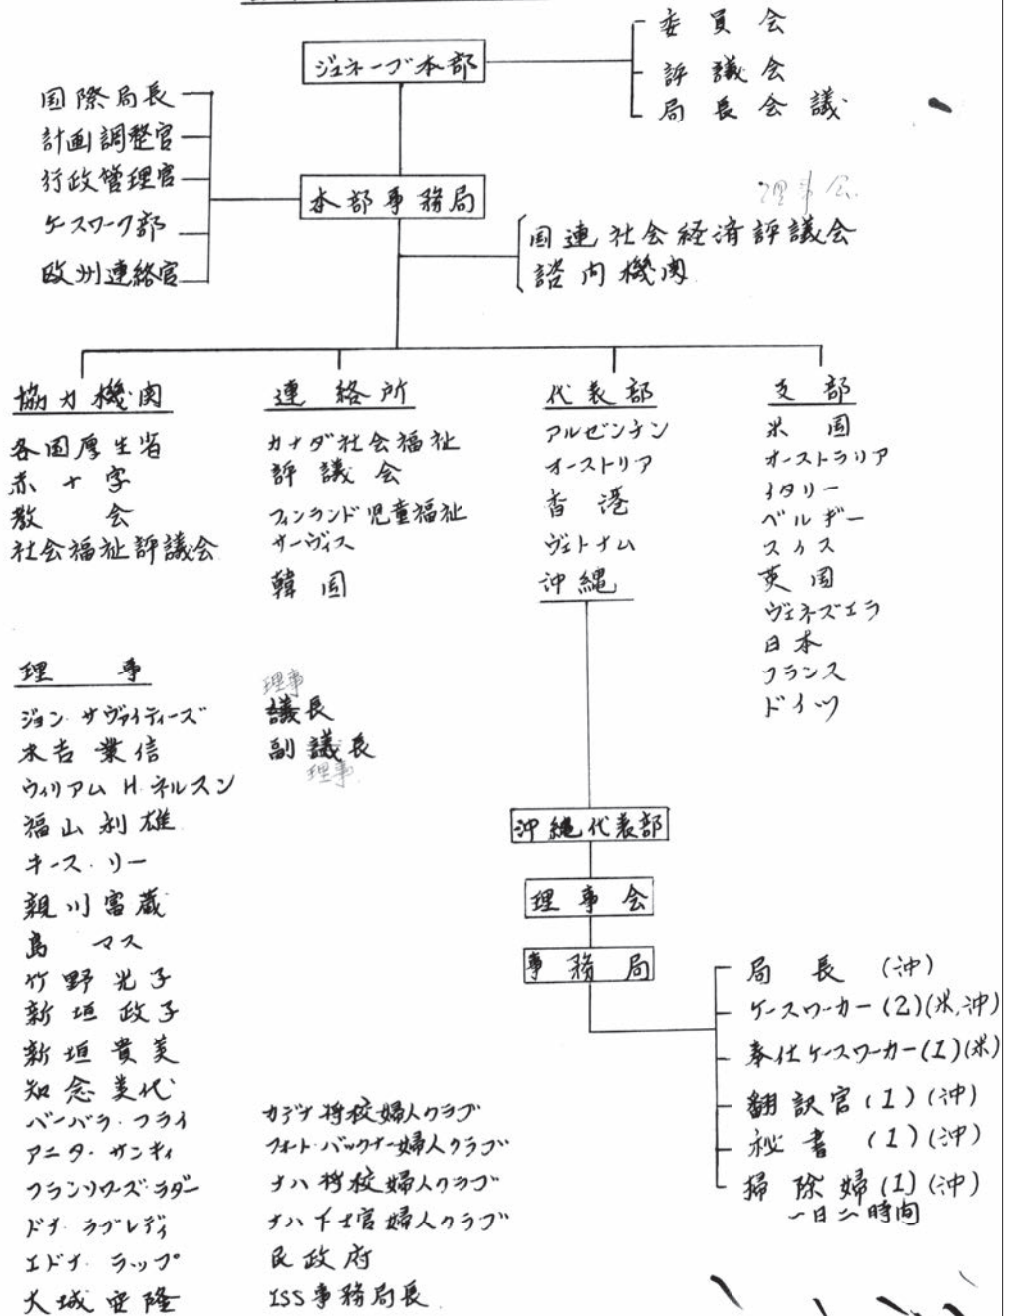 ジュネーブ本部
委員会
評議会
局長会議
国際局長
計画調整官
行政管理官
ケースワーク部
欧州連絡官
本部事務局
理事会
国連社会経済評議会
諮問機関
協力機関
各国厚生省
赤十字
教会
社会福祉評議会
連絡所
カナダ社会福祉
評議会
フィンランド児童福祉
サーヴィス
韓国
代表部
アルゼンチン
オーストリア
香港
ヴェトナム
沖縄
支部
米国
オーストラリア
イタリー
ベルギー
スイス
英国
ヴェネズエラ
日本
フランス
ドイツ
理事
ジョン・サヴァイティーズ
理事
議長
末吉業信
副議長
理事
ウィリアム H ネルスン
福山利雄
キース・リー
親川富蔵
島マス
竹野光子
新垣政子
新垣貴美
知念美代
バーバラ・フライ カデナ将校婦人クラブ
アニタ・サンキィ フォート・バックナー婦人クラブ
フランソワーズ・ラダー ナハ将校婦人クラブ
ドナ・ラブレディ ナハ下士官婦人クラブ
エドナ・ラップ 民政府
大城安隆 ISS事務局長
沖縄代表部
理事会
事務局
局長 (沖)
ケースワーカー(2)(米,沖)
奉仕ケースワーカー(1)(米)
翻訳官(1)(沖)
秘書 (1)(沖)
掃除婦(1)(沖)
一日二時間